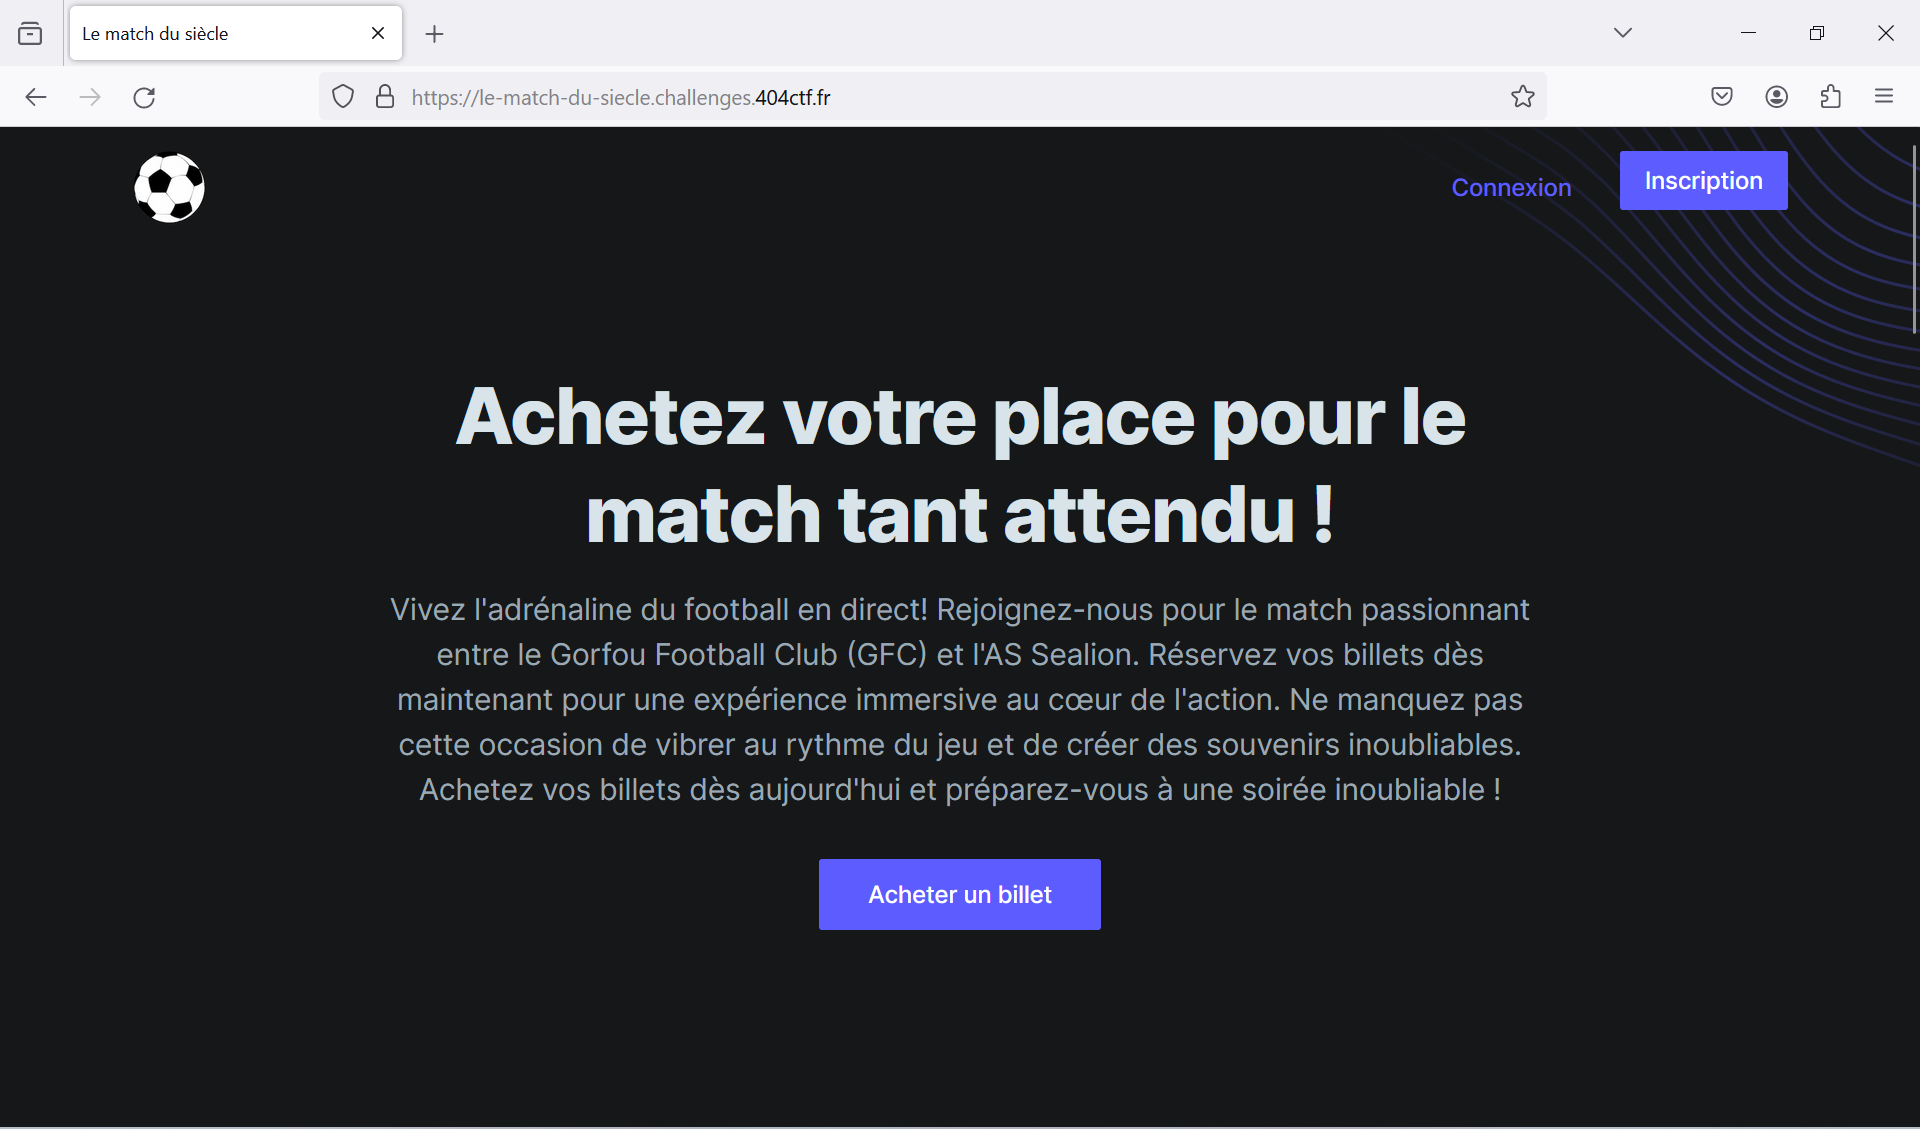 Le match du siècle
https://le-match-du-siecle.challenges.404ctf.fr
Connexion
Inscription
Achetez votre place pour le
match tant attendu !
Vivez l'adrénaline du football en direct! Rejoignez-nous pour le match passionnant
entre le Gorfou Football Club (GFC) et l'AS Sealion. Réservez vos billets dès
maintenant pour une expérience immersive au cœur de l'action. Ne manquez pas
cette occasion de vibrer au rythme du jeu et de créer des souvenirs inoubliables.
Achetez vos billets dès aujourd'hui et préparez-vous à une soirée inoubliable !
Acheter un billet